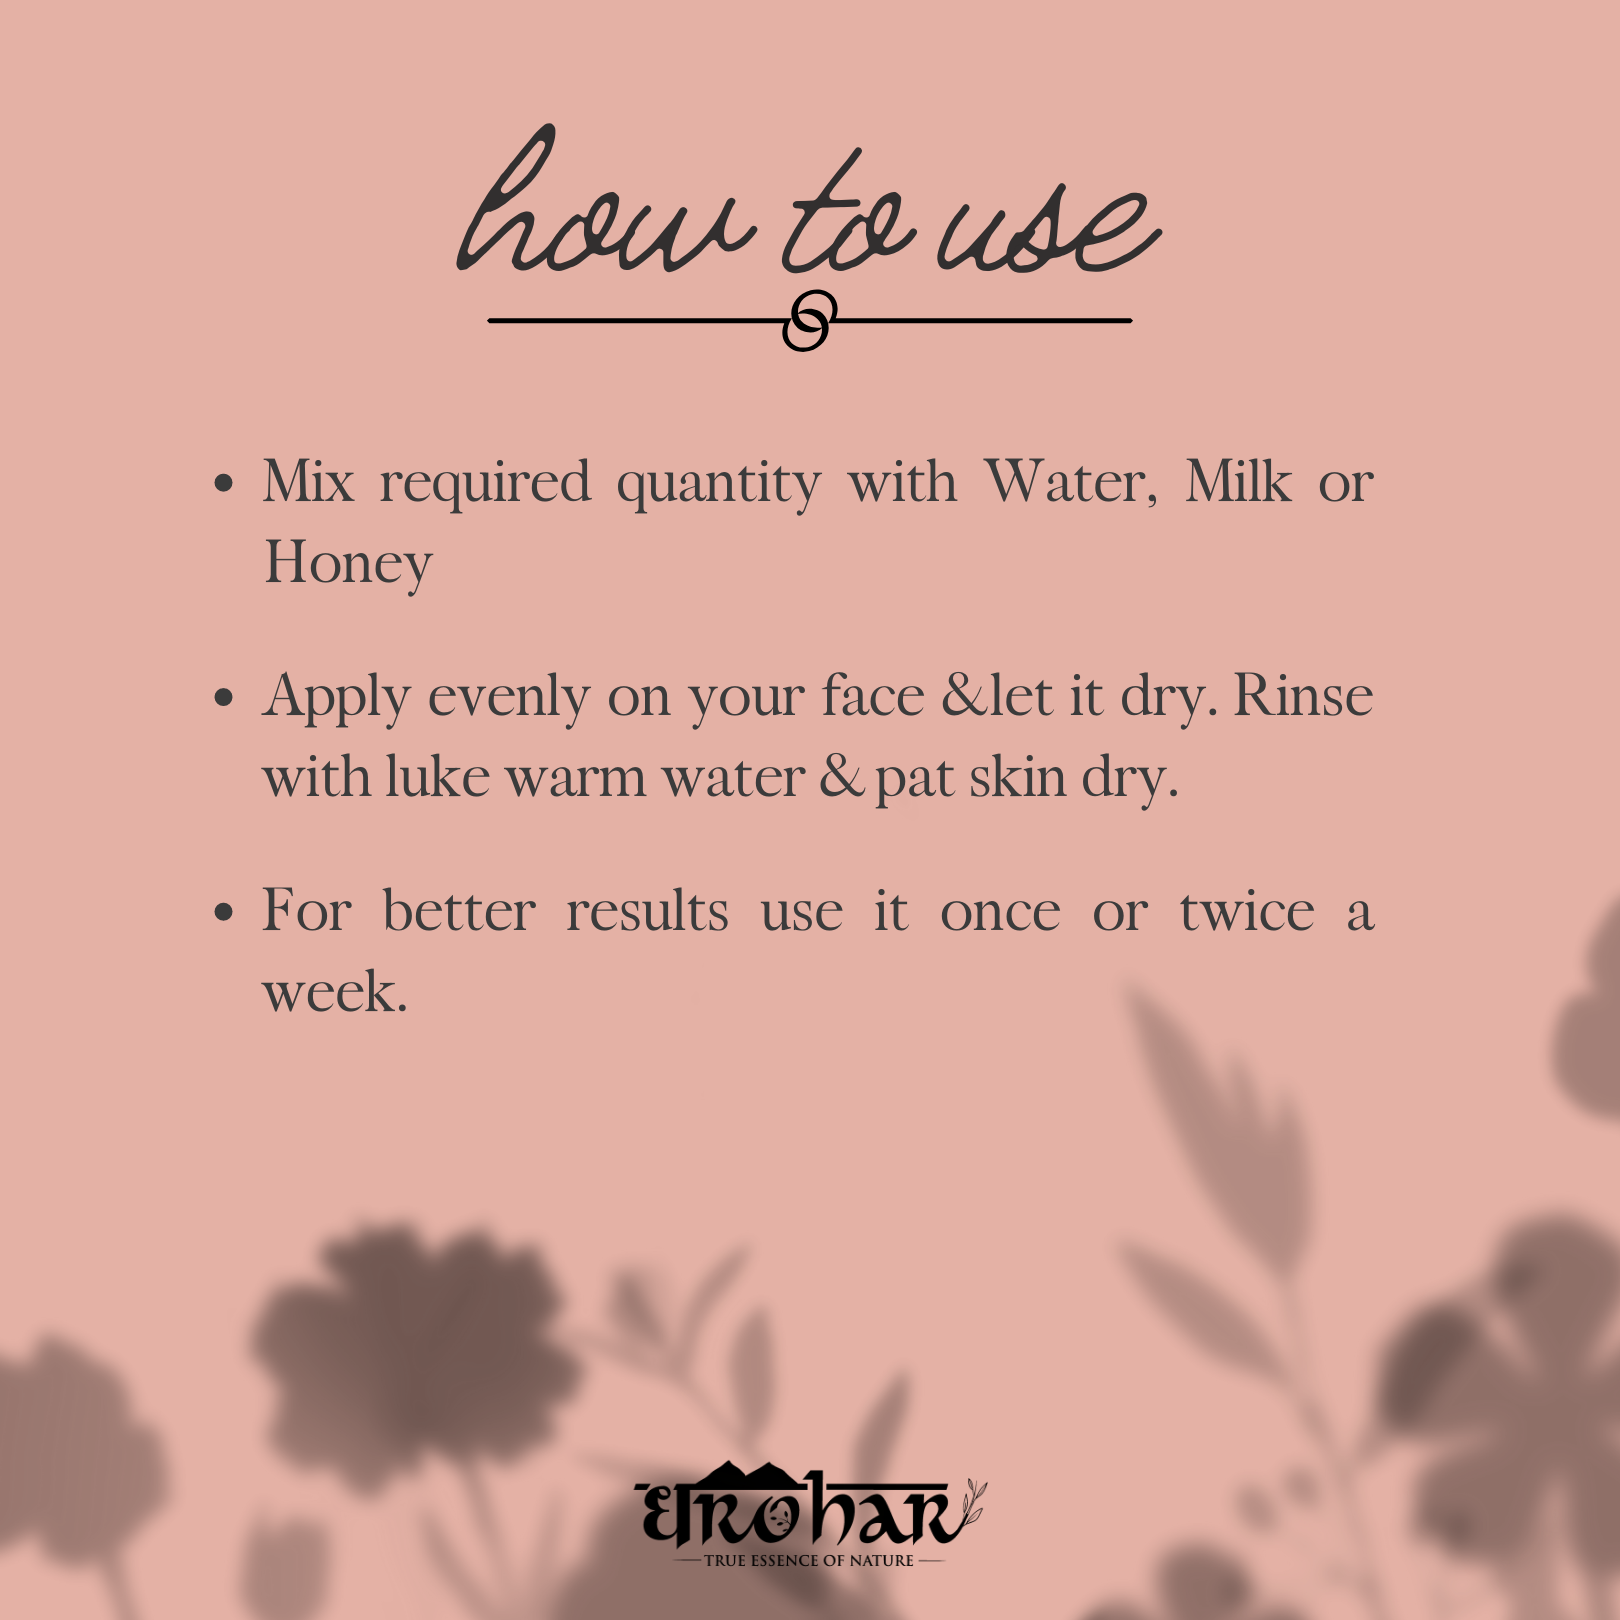 how to use
• Mix required quantity with Water, Milk or
Honey
• Apply evenly on your face &let it dry. Rinse
with luke warm water & pat skin dry.
• For better results use it once or twice a
week.
धाROhaR
TRUE ESSENCE OF NATURE